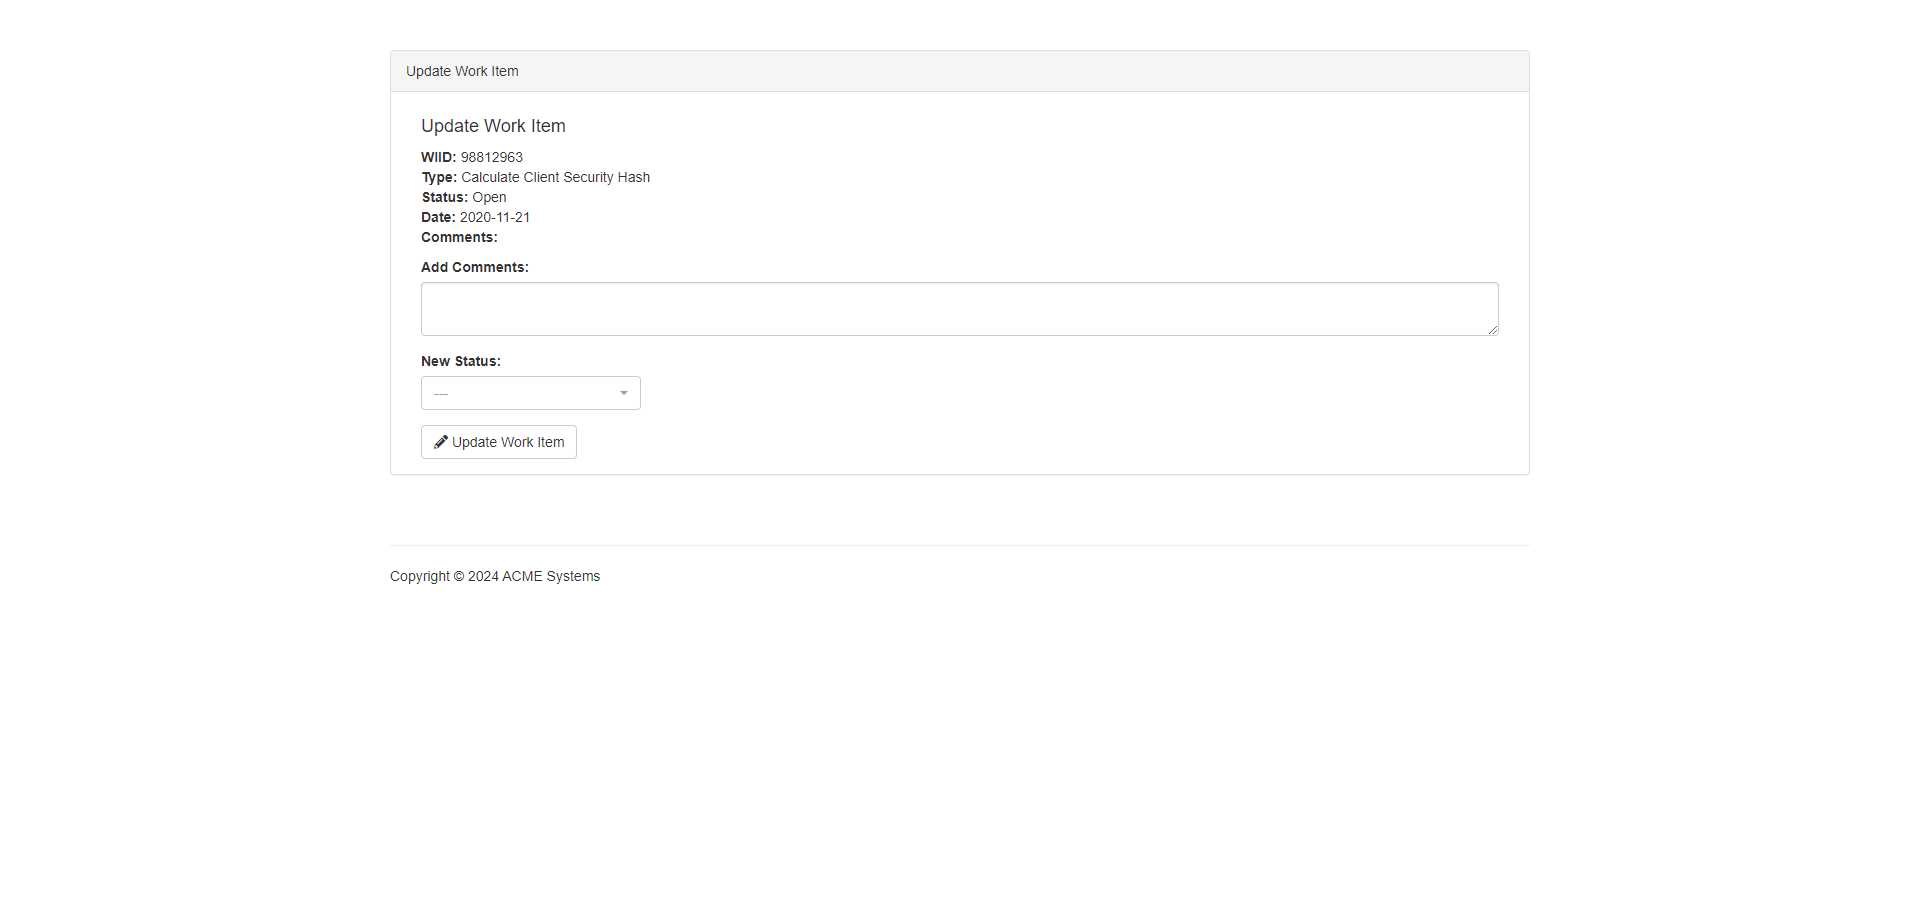 Update Work Item
Update Work Item
WIID: 98812963
Type: Calculate Client Security Hash
Status: Open
Date: 2020-11-21
Comments:
Add Comments:
New Status:
---
Update Work Item
Copyright © 2024 ACME Systems